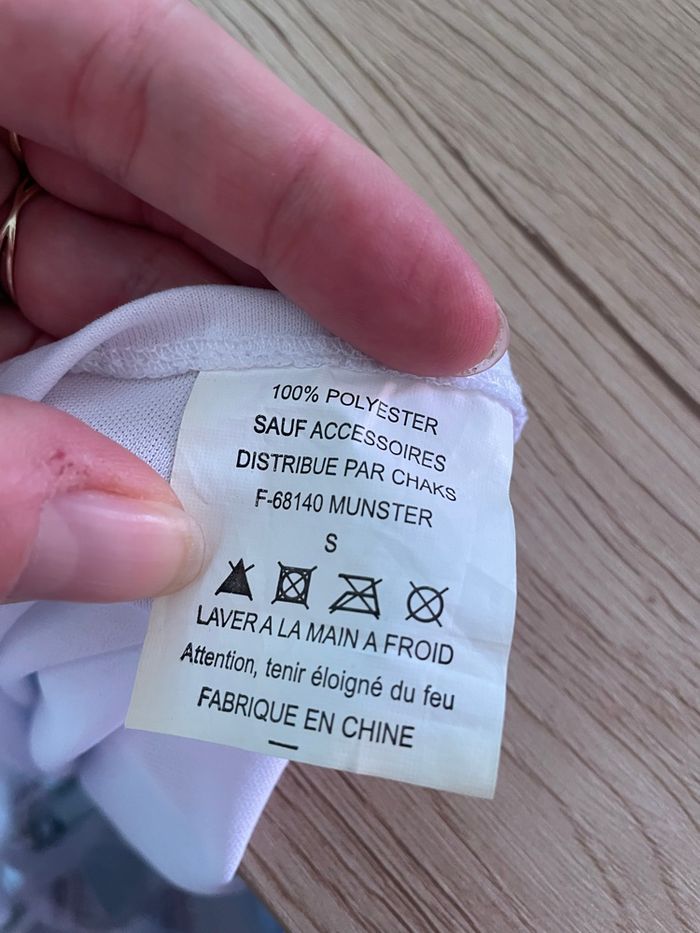 100% POLYESTER
SAUF ACCESSOIRES
DISTRIBUE PAR CHAKS
F-68140 MUNSTER
S
LAVER A LA MAIN A FROID
Attention, tenir éloigné du feu
FABRIQUE EN CHINE